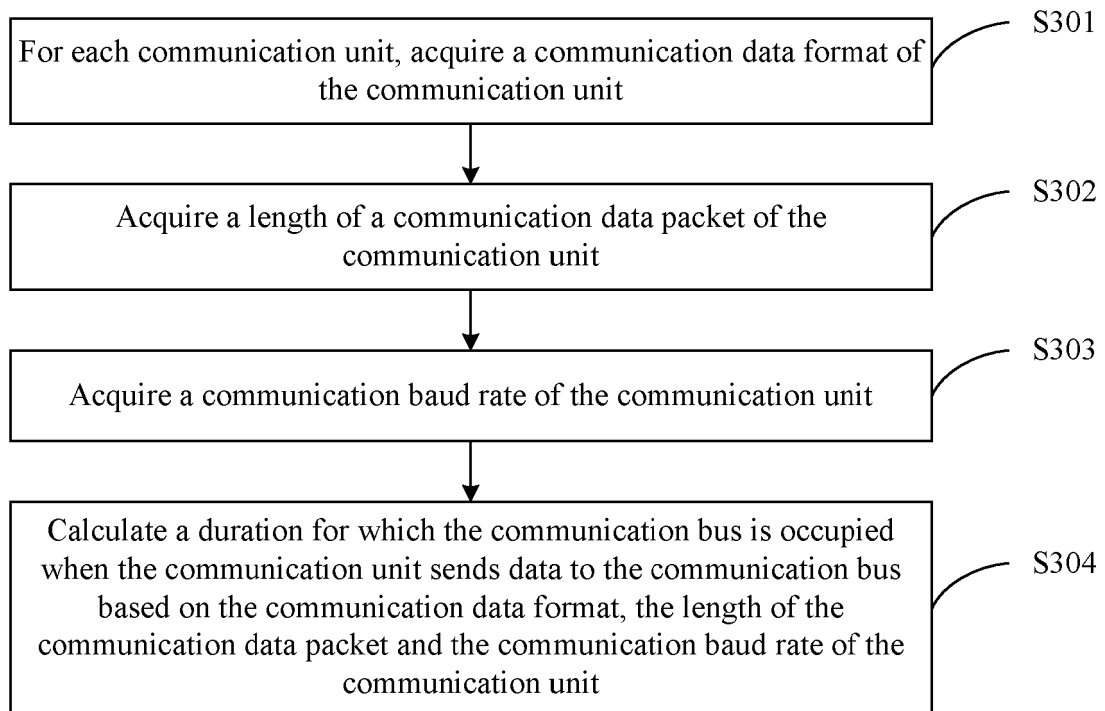 S301
For each communication unit, acquire a communication data format of
the communication unit
S302
Acquire a length of a communication data packet of the
communication unit
S303
Acquire a communication baud rate of the communication unit
S304
Calculate a duration for which the communication bus is occupied
when the communication unit sends data to the communication bus
based on the communication data format, the length of the
communication data packet and the communication baud rate of the
communication unit